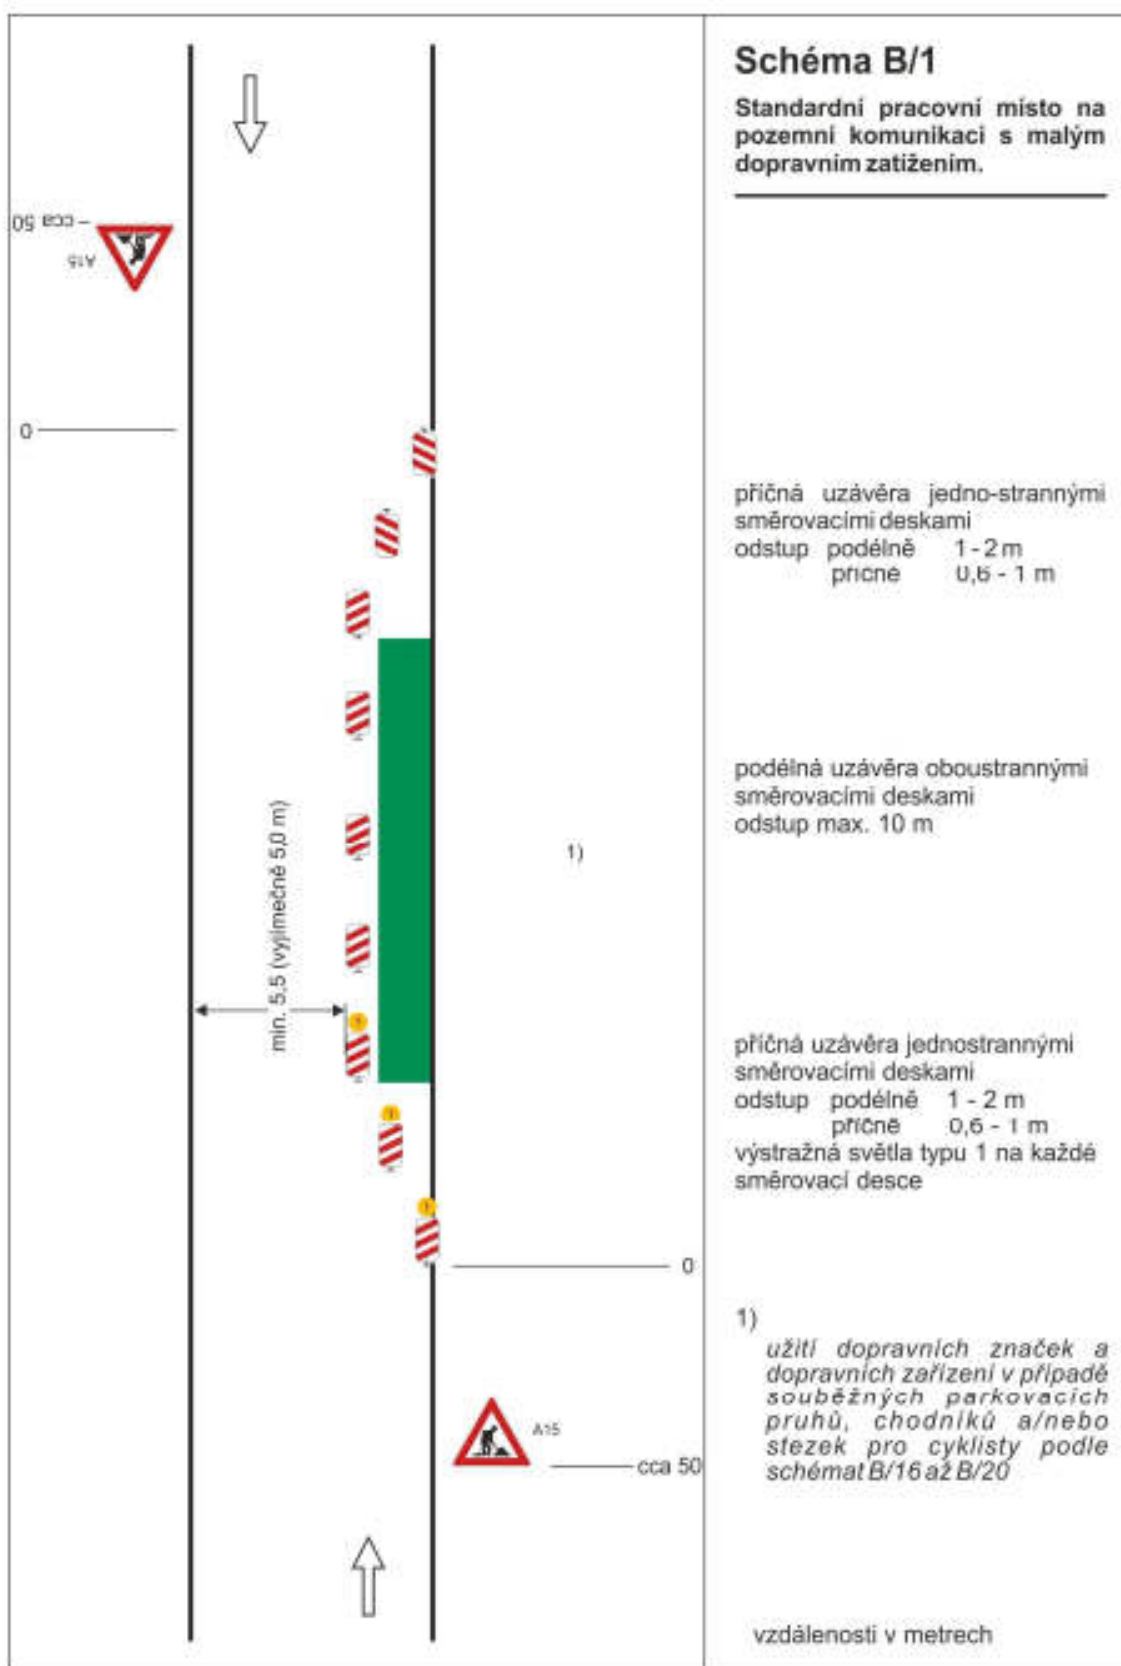 Schéma B/1
Standardní pracovní místo na
pozemní komunikaci s malým
dopravním zatížením.
cca 50
A15
0
příčná uzávěra jedno-strannými
směrovacími deskami
odstup podélně 1 - 2 m
příčně 0,6 - 1 m
podélná uzávěra oboustrannými
směrovacími deskami
odstup max. 10 m
1)
min. 5,5 (vyjímečně 5,0 m)
1
1
1
příčná uzávěra jednostrannými
směrovacími deskami
odstup podélně 1 - 2 m
příčně 0,6 - 1 m
výstražná světla typu 1 na každé
směrovací desce
0
A15
cca 50
1)
užití dopravních značek a
dopravních zařízení v případě
souběžných parkovacích
pruhů, chodníků a/nebo
stezek pro cyklisty podle
schémat B/16 až B/20
vzdálenosti v metrech